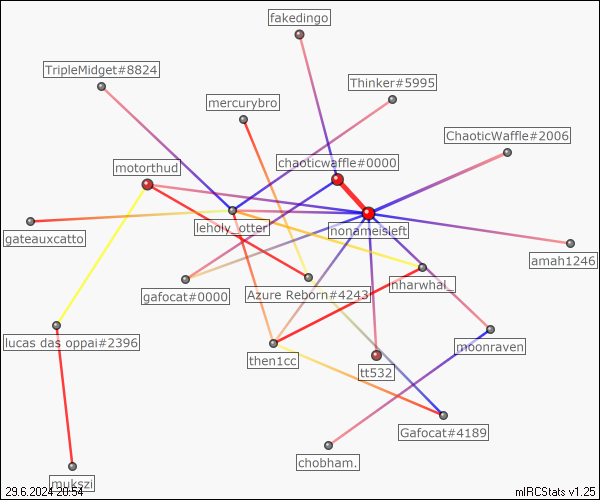 fakedingo
TripleMidget#8824
Thinker#5995
mercurybro
ChaoticWaffle#2006
chaoticwaffle#0000
motorthud
leholy_otter
nonameisleft
gateauxcatto
amah1246
gafocat#0000
Azure Reborn#4243
nharwhal_
lucas das oppai#2396
then1cc
moonraven
tt532
Gafocat#4189
chobham.
mukszi
29.6.2024 20:54
mIRCStats v1.25